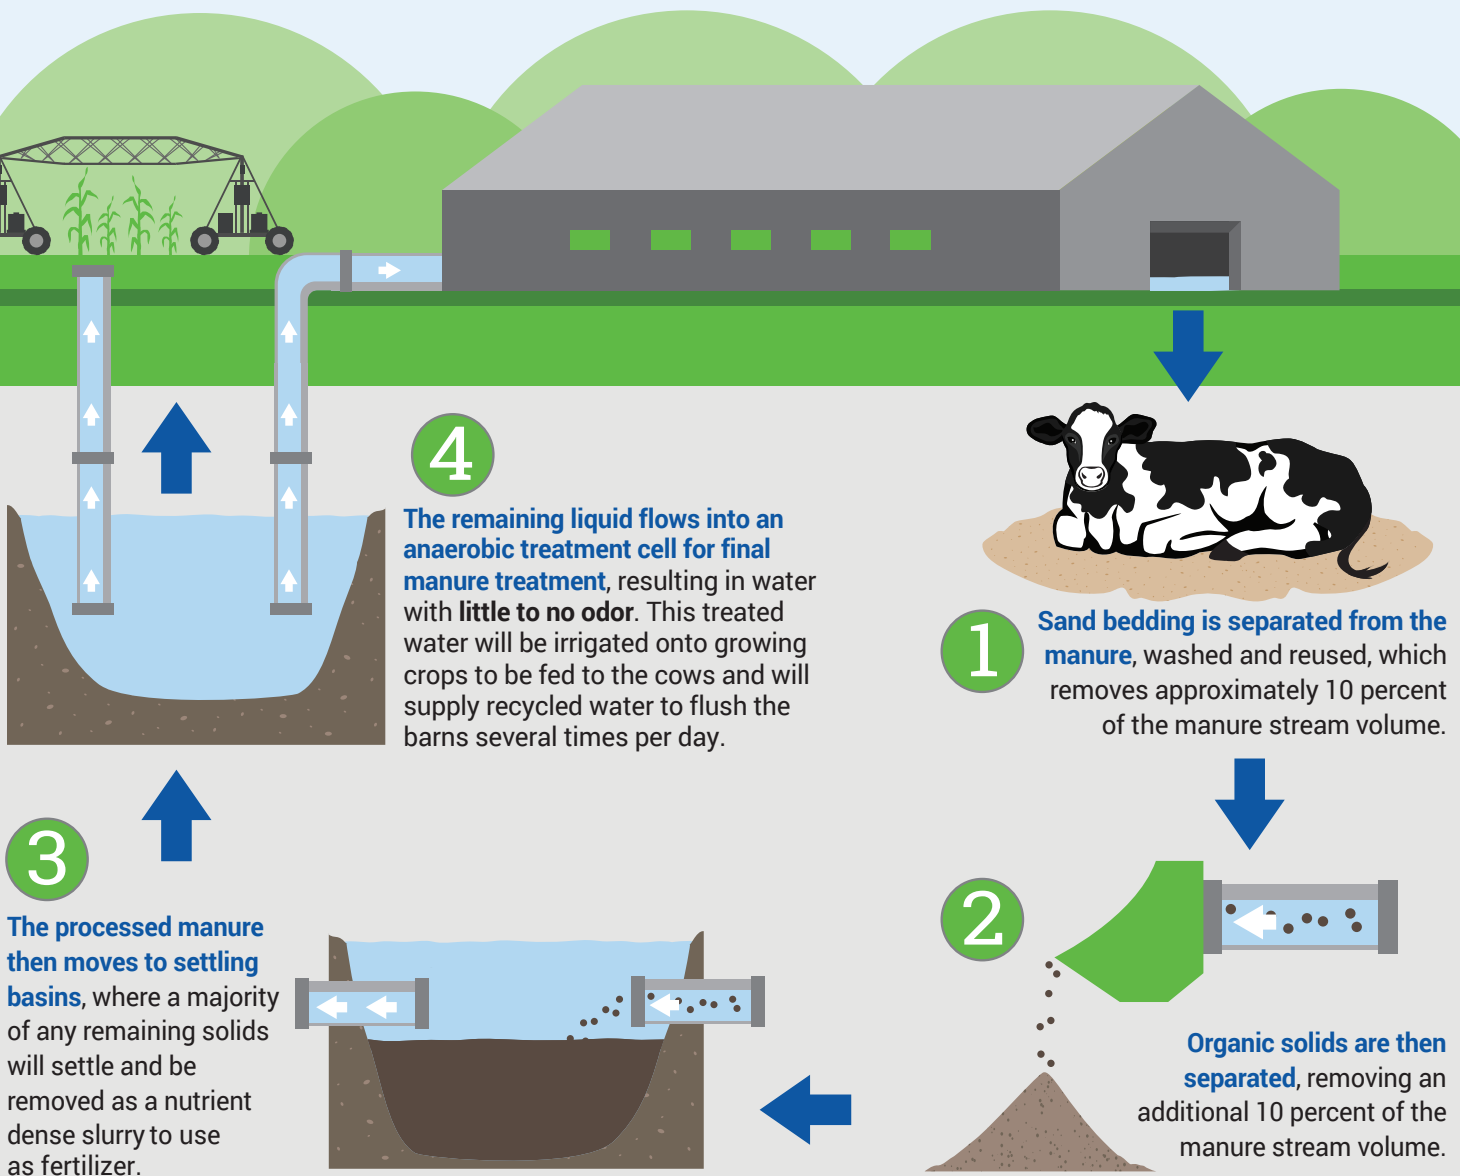 1
Sand bedding is separated from the
manure, washed and reused, which
removes approximately 10 percent
of the manure stream volume.
2
Organic solids are then
separated, removing an
additional 10 percent of the
manure stream volume.
3
The processed manure
then moves to settling
basins, where a majority
of any remaining solids
will settle and be
removed as a nutrient
dense slurry to use
as fertilizer.
4
The remaining liquid flows into an
anaerobic treatment cell for final
manure treatment, resulting in water
with little to no odor. This treated
water will be irrigated onto growing
crops to be fed to the cows and will
supply recycled water to flush the
barns several times per day.